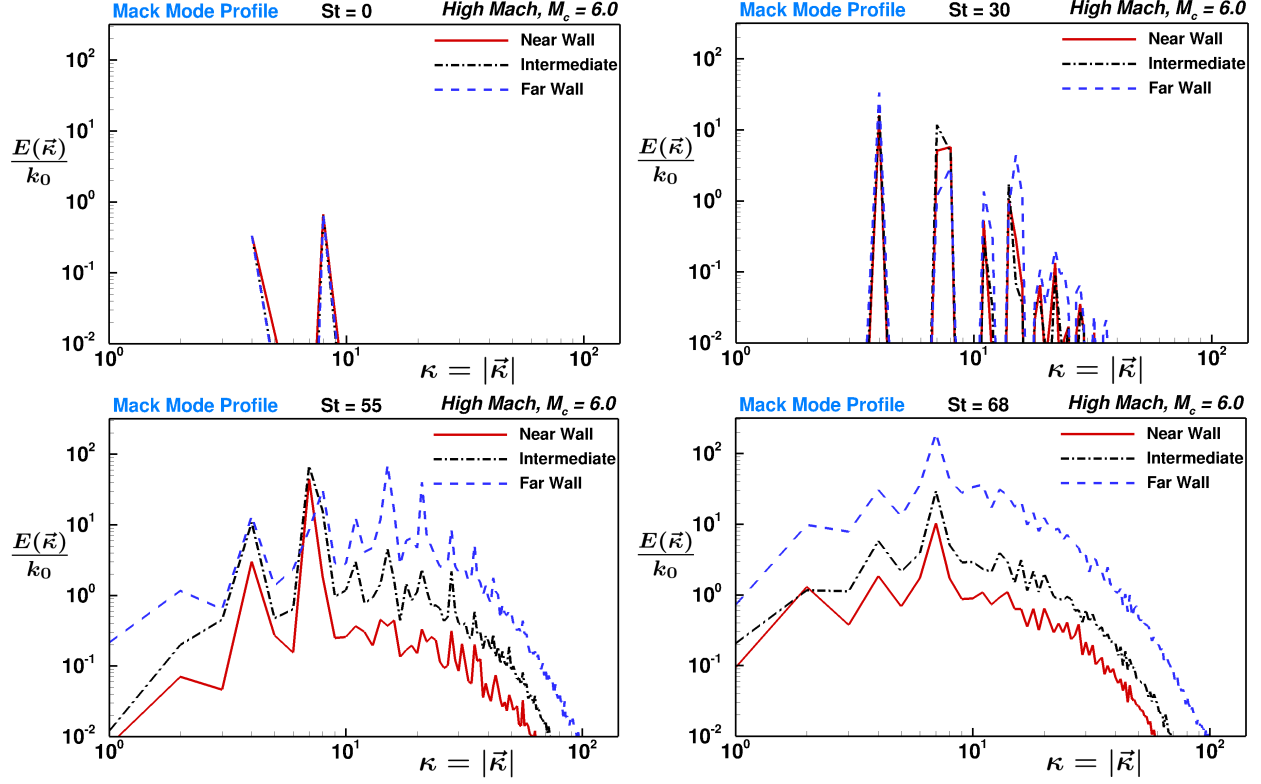 Mack Mode Profile St = 0 High Mach, M_c = 6.0
Near Wall
Intermediate
Far Wall
10^2
10^1
10^0
10^-1
10^-2
E(κ⃗)
k_0
10^0 10^1 10^2
κ = |κ⃗|
Mack Mode Profile St = 30 High Mach, M_c = 6.0
Near Wall
Intermediate
Far Wall
10^2
10^1
10^0
10^-1
10^-2
E(κ⃗)
k_0
10^0 10^1 10^2
κ = |κ⃗|
Mack Mode Profile St = 55 High Mach, M_c = 6.0
Near Wall
Intermediate
Far Wall
10^2
10^1
10^0
10^-1
10^-2
E(κ⃗)
k_0
10^0 10^1 10^2
κ = |κ⃗|
Mack Mode Profile St = 68 High Mach, M_c = 6.0
Near Wall
Intermediate
Far Wall
10^2
10^1
10^0
10^-1
10^-2
E(κ⃗)
k_0
10^0 10^1 10^2
κ = |κ⃗|